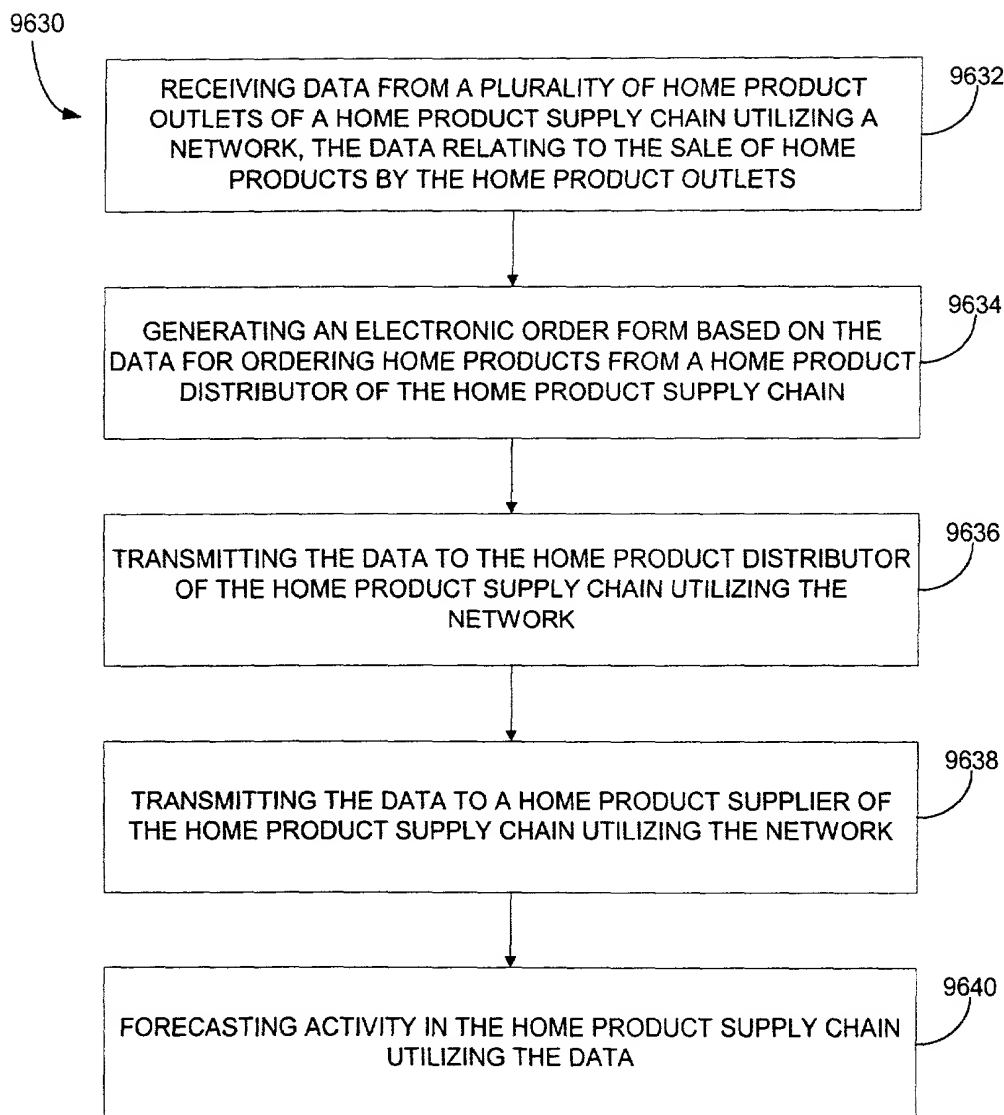 9630
RECEIVING DATA FROM A PLURALITY OF HOME PRODUCT
OUTLETS OF A HOME PRODUCT SUPPLY CHAIN UTILIZING A
NETWORK, THE DATA RELATING TO THE SALE OF HOME
PRODUCTS BY THE HOME PRODUCT OUTLETS
9632
GENERATING AN ELECTRONIC ORDER FORM BASED ON THE
DATA FOR ORDERING HOME PRODUCTS FROM A HOME PRODUCT
DISTRIBUTOR OF THE HOME PRODUCT SUPPLY CHAIN
9634
TRANSMITTING THE DATA TO THE HOME PRODUCT DISTRIBUTOR
OF THE HOME PRODUCT SUPPLY CHAIN UTILIZING THE
NETWORK
9636
TRANSMITTING THE DATA TO A HOME PRODUCT SUPPLIER OF
THE HOME PRODUCT SUPPLY CHAIN UTILIZING THE NETWORK
9638
FORECASTING ACTIVITY IN THE HOME PRODUCT SUPPLY CHAIN
UTILIZING THE DATA
9640